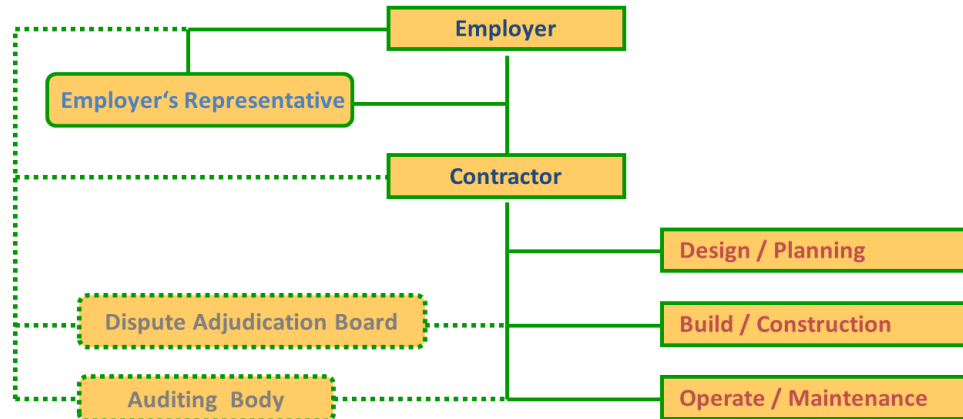 Employer
Employer‘s Representative
Contractor
Design / Planning
Dispute Adjudication Board
Build / Construction
Auditing Body
Operate / Maintenance